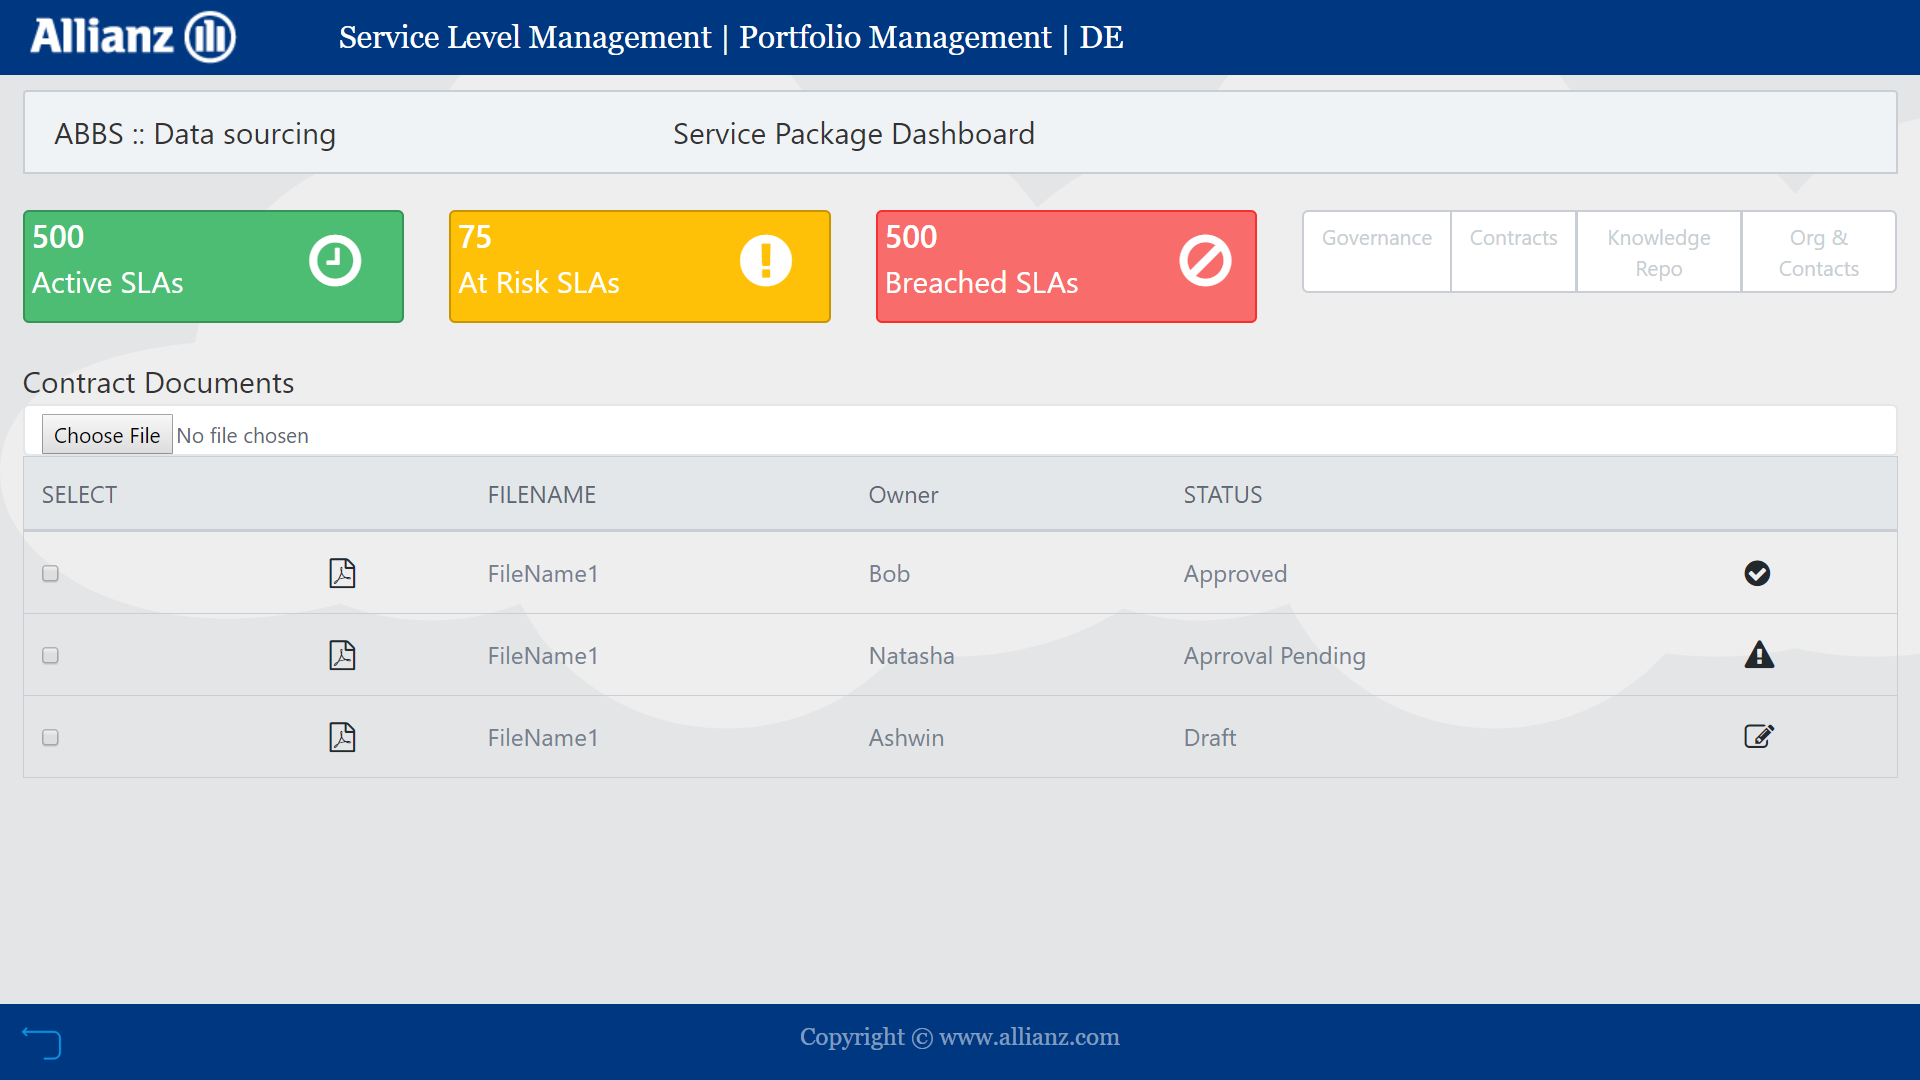 Allianz
Service Level Management | Portfolio Management | DE
ABBS :: Data sourcing
Service Package Dashboard
500
Active SLAs
75
At Risk SLAs
500
Breached SLAs
Governance
Contracts
Knowledge
Repo
Org &
Contacts
Contract Documents
Choose File No file chosen
SELECT FILENAME Owner STATUS
FileName1 Bob Approved
FileName1 Natasha Aprroval Pending
FileName1 Ashwin Draft
Copyright © www.allianz.com